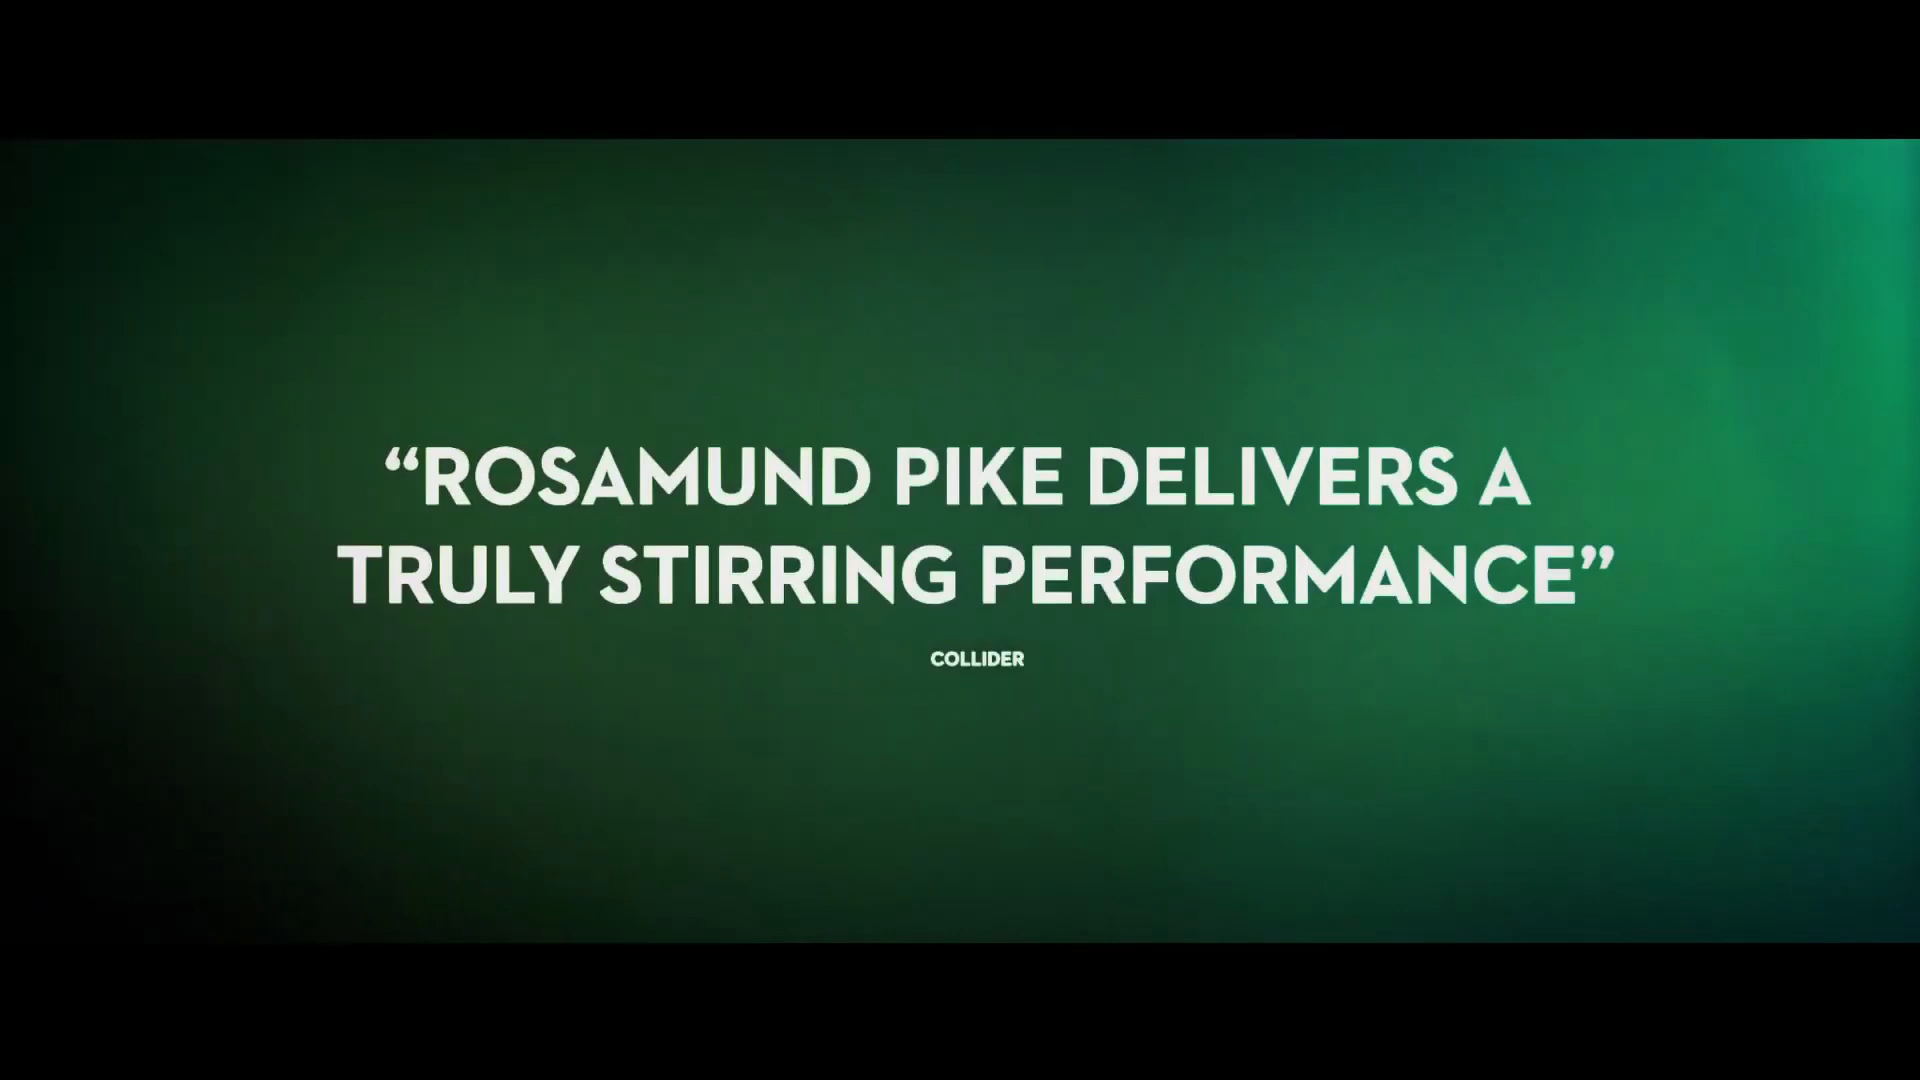 “ROSAMUND PIKE DELIVERS A
TRULY STIRRING PERFORMANCE”
COLLIDER